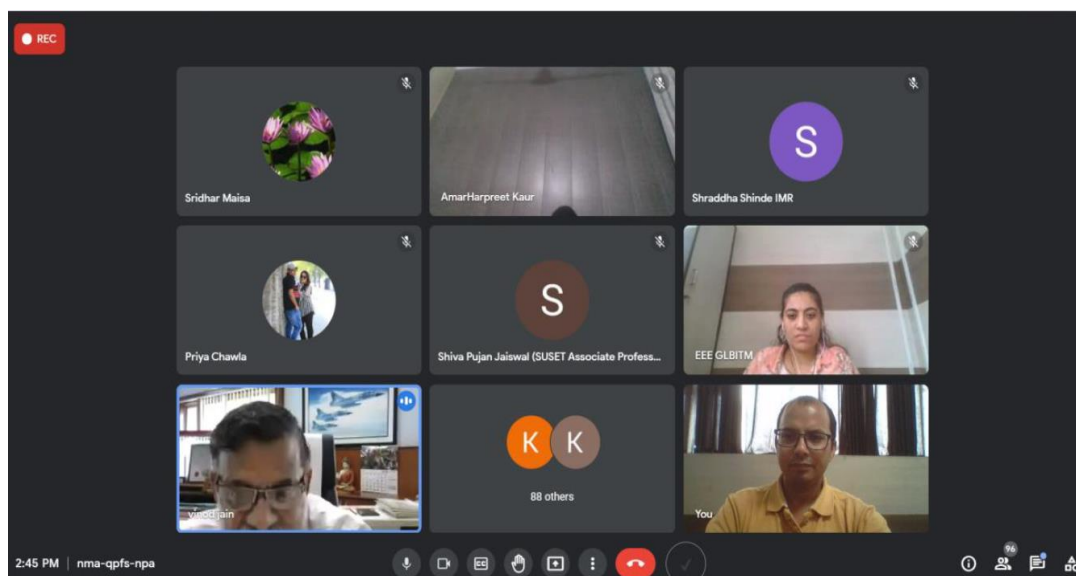 REC
Sridhar Maisa
AmarHarpreet Kaur
S
Shraddha Shinde IMR
Priya Chawla
S
Shiva Pujan Jaiswal (SUSET Associate Profess...
EEE GLBITM
vinod jain
K K
88 others
You
2:45 PM | nma-qpfs-npa
CC
96